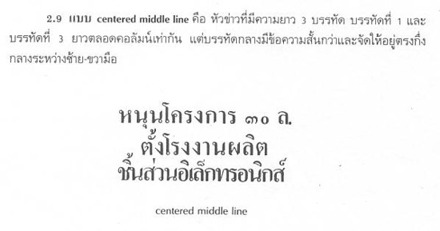 2.9 แบบ centered middle line คือ หัวข่าวที่มีความยาว 3 บรรทัด บรรทัดที่ 1 และ
บรรทัดที่ 3 ยาวตลอดคอลัมน์เท่ากัน แต่บรรทัดกลางมีข้อความสั้นกว่าและจัดให้อยู่ตรงกึ่ง
กลางระหว่างซ้าย-ขวามือ
หนุนโครงการ ๓๐ ล.
ตั้งโรงงานผลิต
ชิ้นส่วนอิเล็กทรอนิกส์
centered middle line